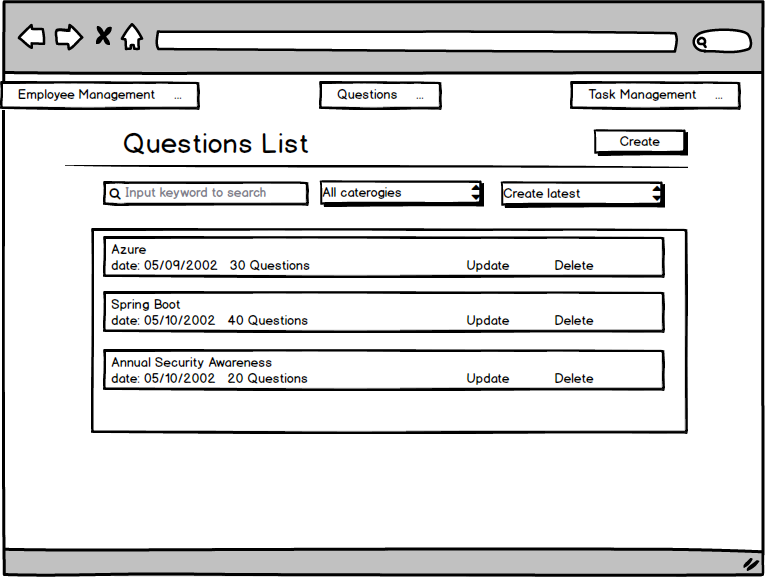 Employee Management ...
Questions ...
Task Management ...
Questions List
Create
Input keyword to search
All caterogies
Create latest
Azure
date: 05/09/2002 30 Questions Update Delete
Spring Boot
date: 05/10/2002 40 Questions Update Delete
Annual Security Awareness
date: 05/10/2002 20 Questions Update Delete